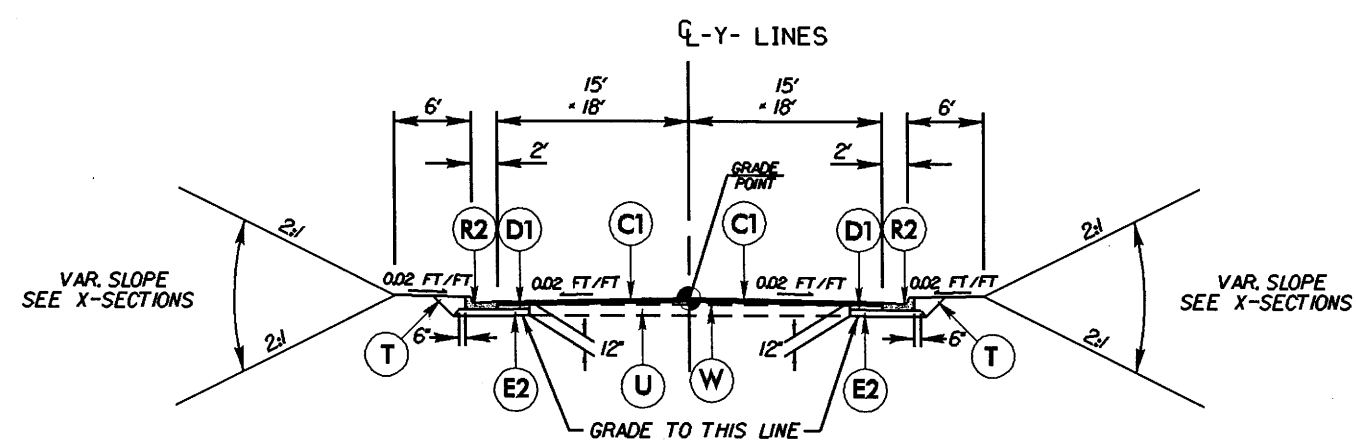 ℄-Y- LINES
15' 15'
6' * 18' * 18' 6'
2' 2'
GRADE
POINT
R2 D1 C1 C1 D1 R2
2:1 2:1
VAR. SLOPE
SEE X-SECTIONS
0.02 FT/FT 0.02 FT/FT 0.02 FT/FT 0.02 FT/FT
VAR. SLOPE
SEE X-SECTIONS
2:1 T 6" 12" 12" 6" T 2:1
E2 U W E2
GRADE TO THIS LINE